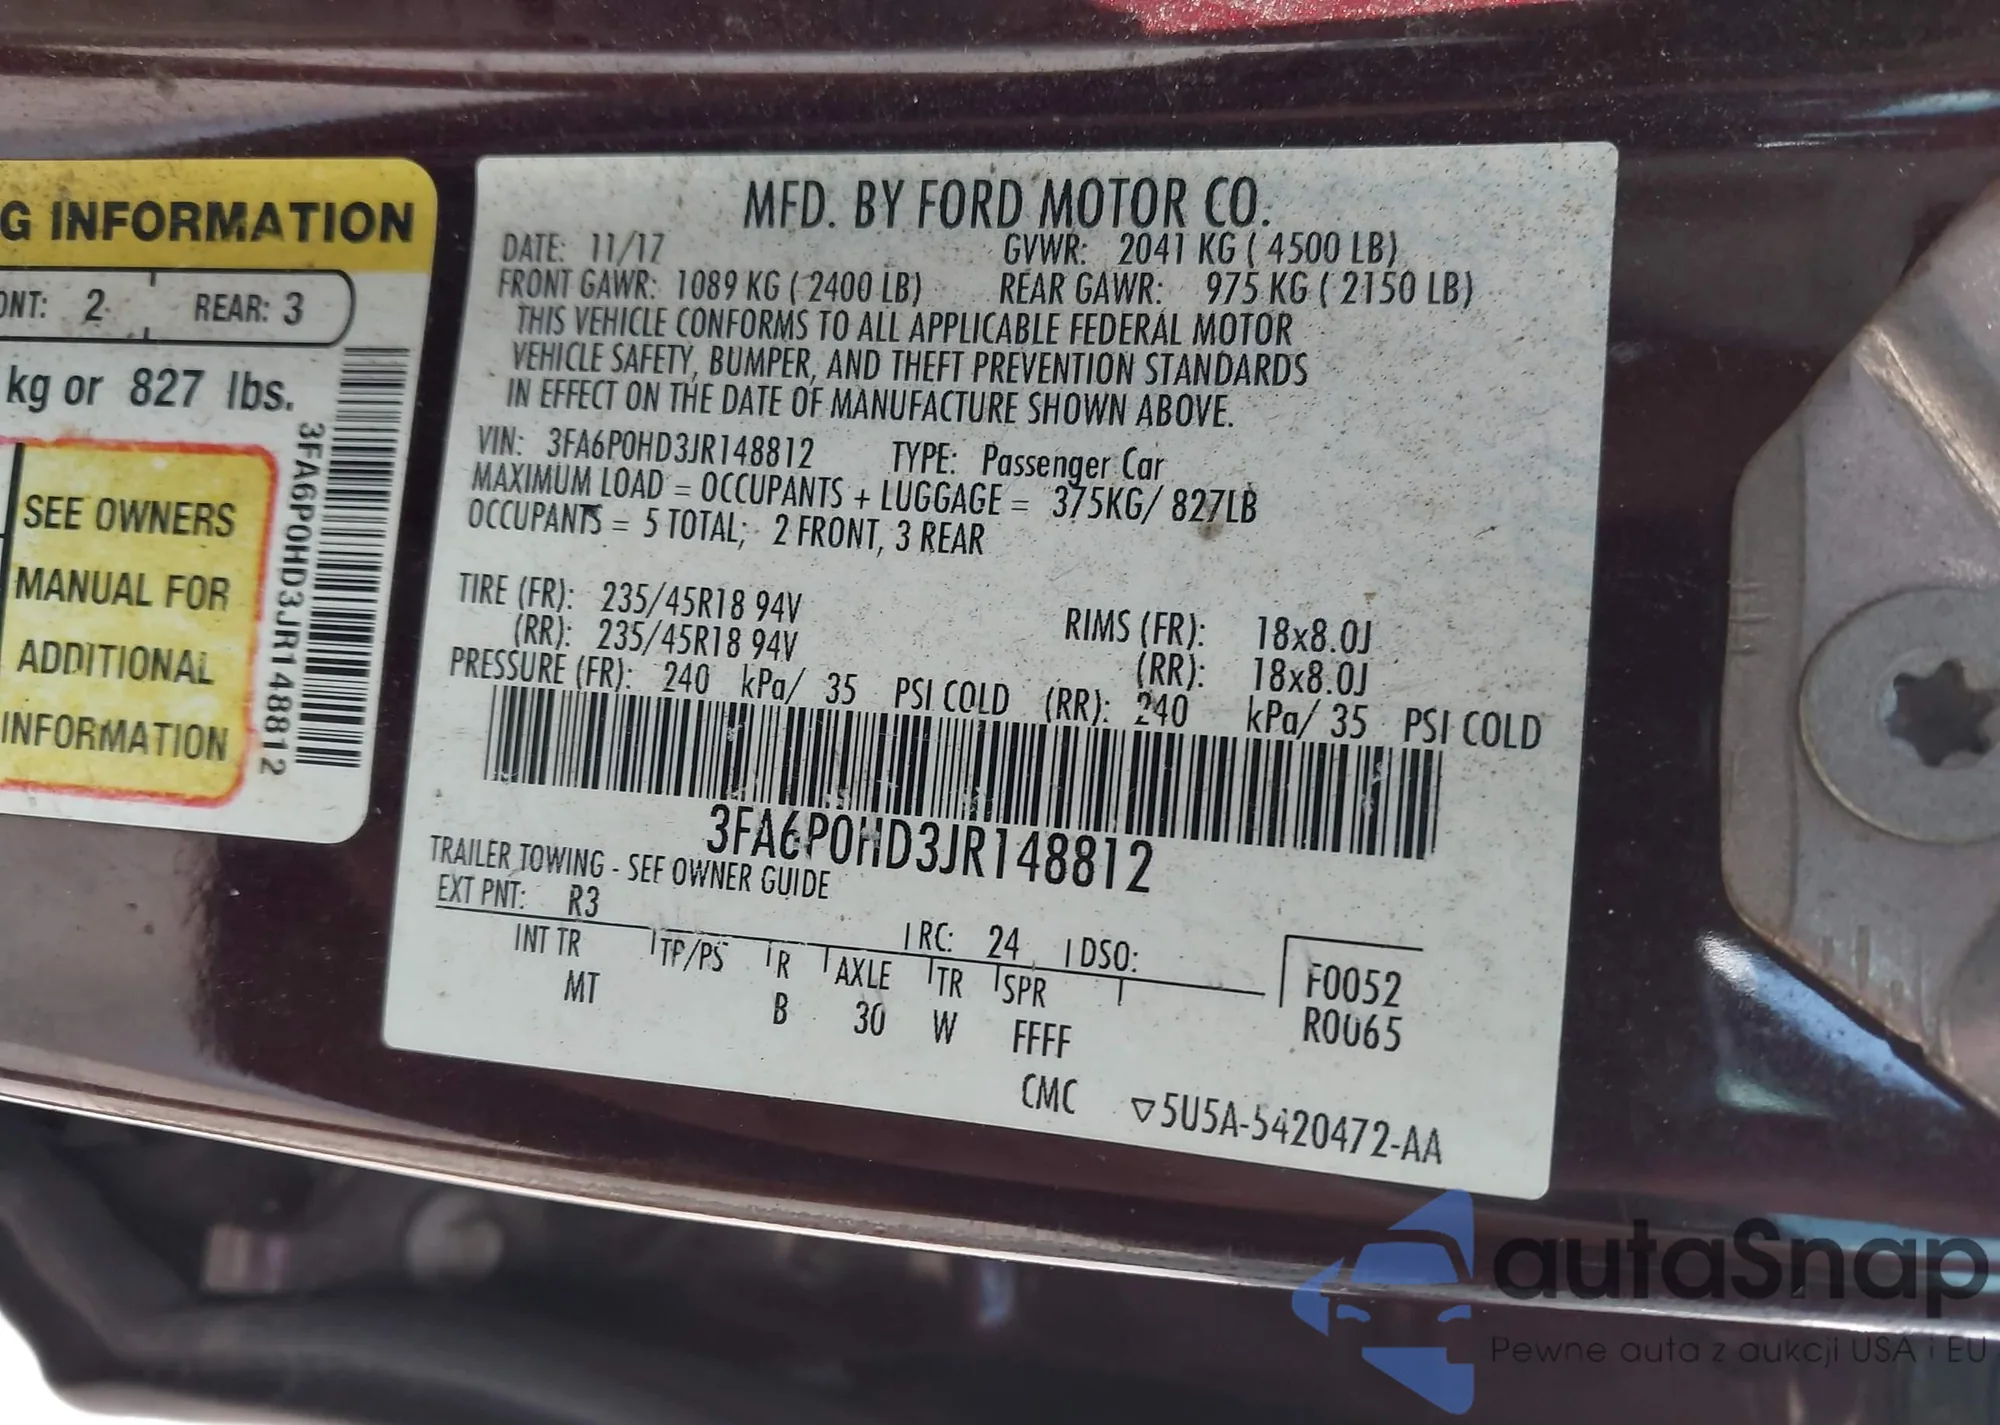 G INFORMATION
ONT: 2 REAR: 3
kg or 827 lbs.
SEE OWNERS
MANUAL FOR
ADDITIONAL
INFORMATION
3FA6P0HD3JR148812
MFD. BY FORD MOTOR CO.
DATE: 11/17 GVWR: 2041 KG ( 4500 LB)
FRONT GAWR: 1089 KG ( 2400 LB) REAR GAWR: 975 KG ( 2150 LB)
THIS VEHICLE CONFORMS TO ALL APPLICABLE FEDERAL MOTOR
VEHICLE SAFETY, BUMPER, AND THEFT PREVENTION STANDARDS
IN EFFECT ON THE DATE OF MANUFACTURE SHOWN ABOVE.
VIN: 3FA6P0HD3JR148812 TYPE: Passenger Car
MAXIMUM LOAD = OCCUPANTS + LUGGAGE = 375KG/ 827LB
OCCUPANTS = 5 TOTAL; 2 FRONT, 3 REAR
TIRE (FR): 235/45R18 94V RIMS (FR): 18x8.0J
(RR): 235/45R18 94V (RR): 18x8.0J
PRESSURE (FR): 240 kPa/ 35 PSI COLD (RR): 240 kPa/ 35 PSI COLD
3FA6P0HD3JR148812
TRAILER TOWING - SEE OWNER GUIDE
EXT PNT: R3 RC: 24 DSO:
INT TR TP/PS R AXLE TR SPR F0052
MT B 30 W FFFF R0065
CMC ▽5U5A-5420472-AA
autaSnap
Pewne auta z aukcji USA i EU